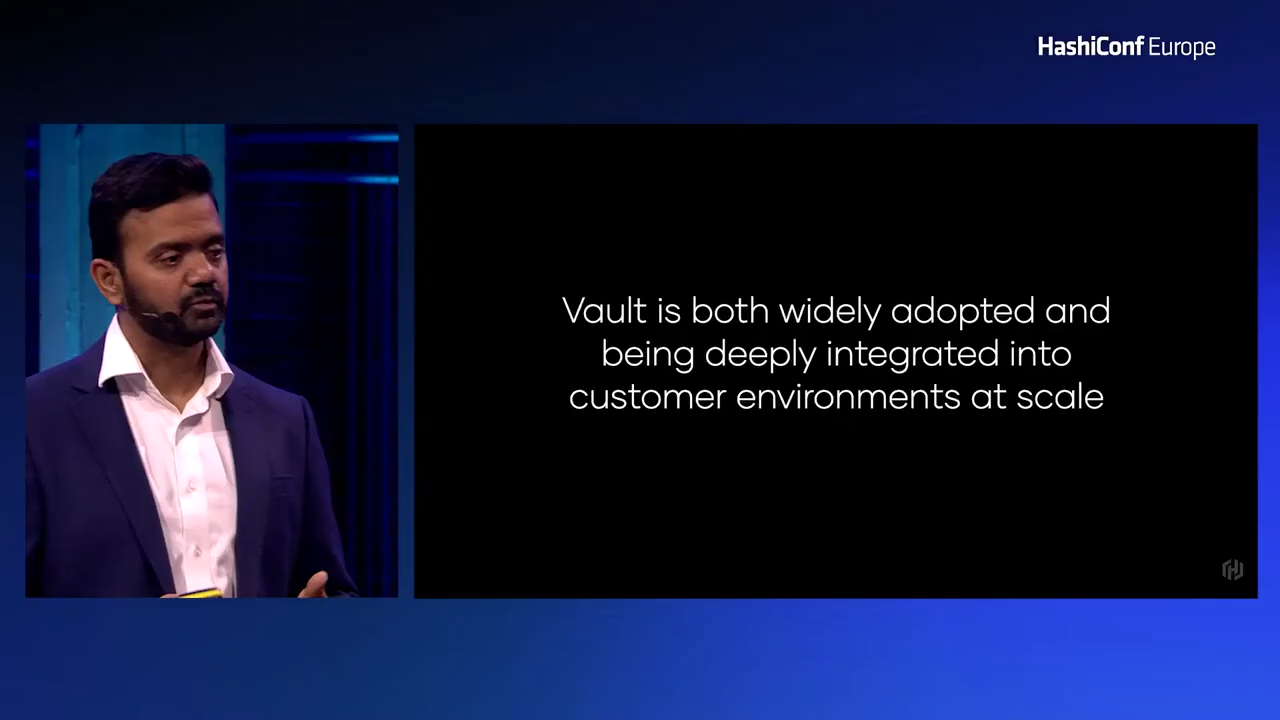 HashiConf Europe
Vault is both widely adopted and
being deeply integrated into
customer environments at scale